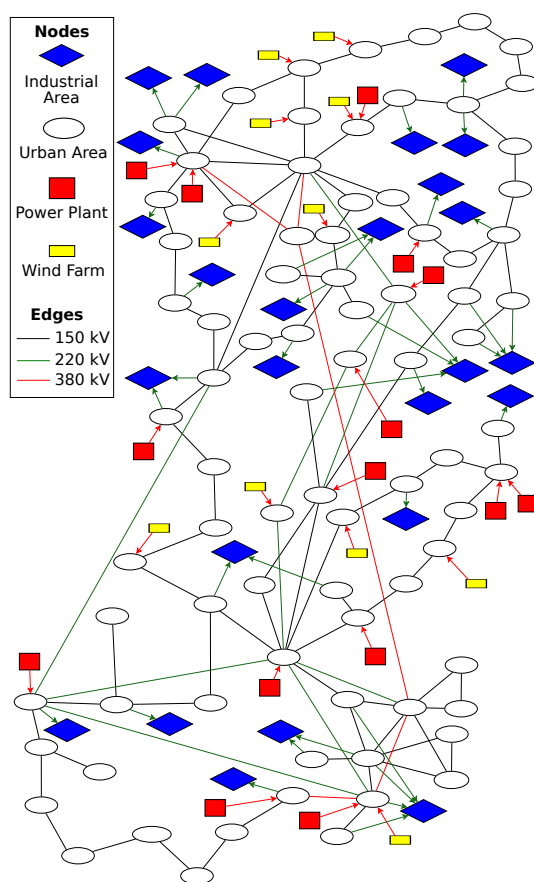 Nodes
Industrial
Area
Urban Area
Power Plant
Wind Farm
Edges
150 kV
220 kV
380 kV